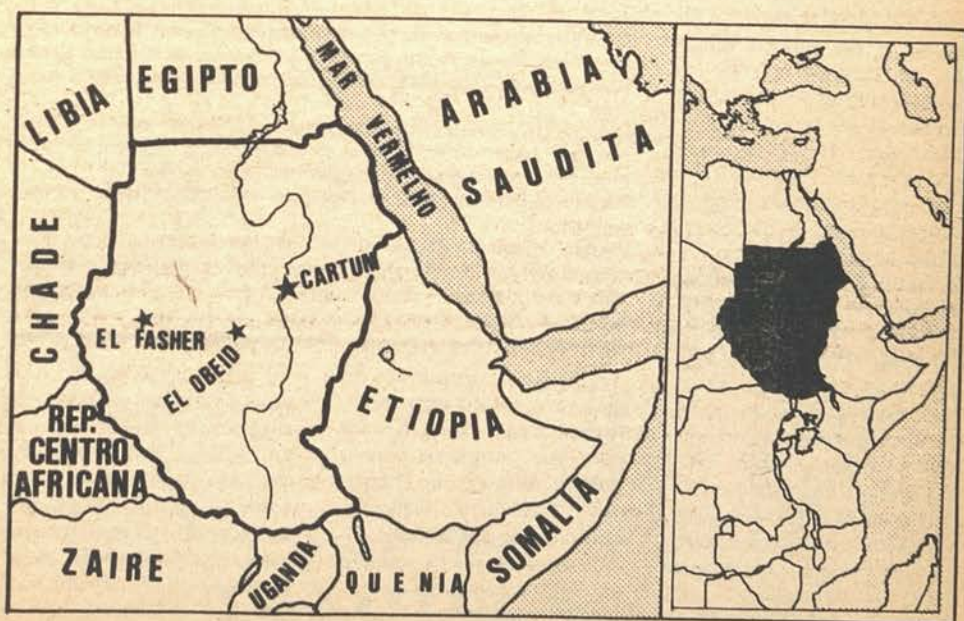 LIBIA
EGIPTO
MAR
VERMELHO
ARABIA
SAUDITA
CHADE
CARTUM
EL FASHER
EL OBEID
ETIOPIA
REP.
CENTRO
AFRICANA
ZAIRE
UGANDA
QUENIA
SOMALIA